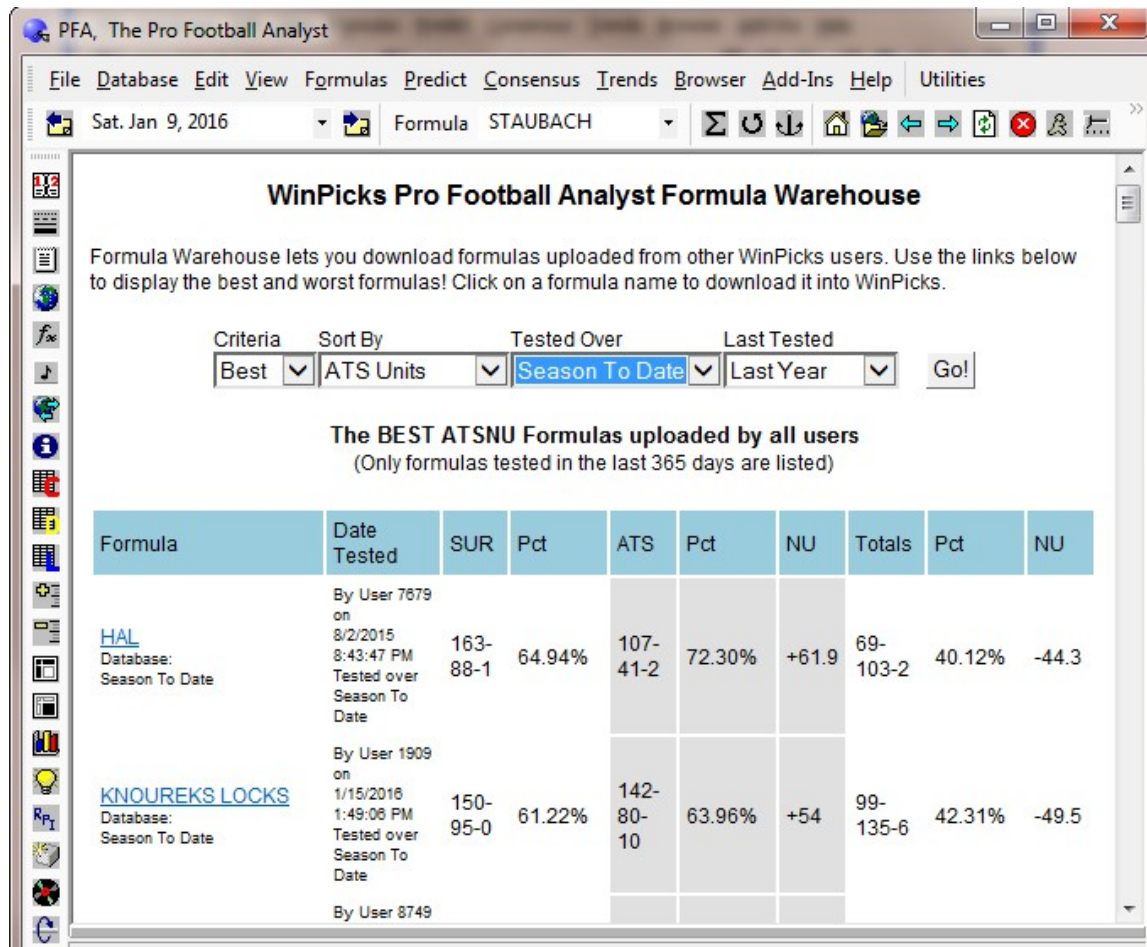 PFA, The Pro Football Analyst
File Database Edit View Formulas Predict Consensus Trends Browser Add-Ins Help Utilities
Sat. Jan 9, 2016 Formula STAUBACH
WinPicks Pro Football Analyst Formula Warehouse
Formula Warehouse lets you download formulas uploaded from other WinPicks users. Use the links below
to display the best and worst formulas! Click on a formula name to download it into WinPicks.
Criteria Sort By Tested Over Last Tested
Best ATS Units Season To Date Last Year Go!
The BEST ATSNU Formulas uploaded by all users
(Only formulas tested in the last 365 days are listed)
Formula Date Tested SUR Pct ATS Pct NU Totals Pct NU
HAL
Database:
Season To Date
By User 7679
on
8/2/2015
8:43:47 PM
Tested over
Season To
Date
163-
88-1
64.94%
107-
41-2
72.30%
+61.9
69-
103-2
40.12%
-44.3
KNOUREKS LOCKS
Database:
Season To Date
By User 1909
on
1/15/2016
1:49:06 PM
Tested over
Season To
Date
150-
95-0
61.22%
142-
80-
10
63.96%
+54
99-
135-6
42.31%
-49.5
By User 8749